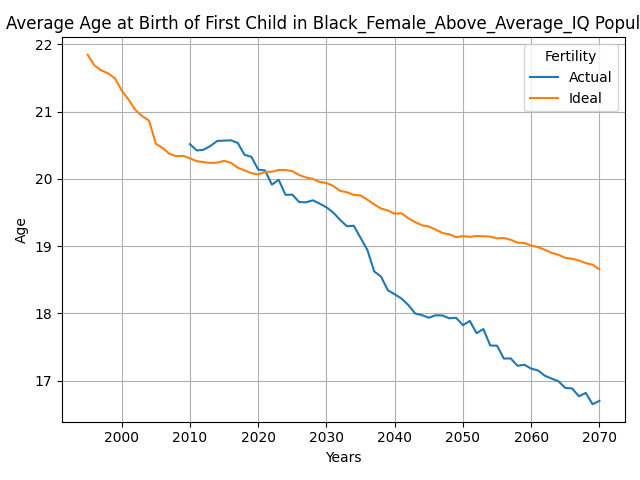 Average Age at Birth of First Child in Black_Female_Above_Average_IQ Popul
22
21
20
19
18
17
Age
Fertility
Actual
Ideal
2000 2010 2020 2030 2040 2050 2060 2070
Years